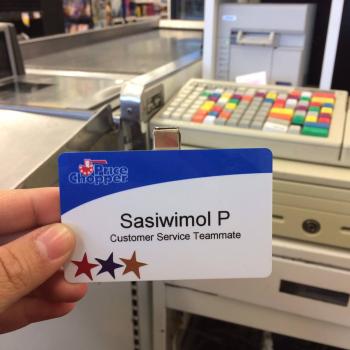 Price
Chopper
Sasiwimol P
Customer Service Teammate